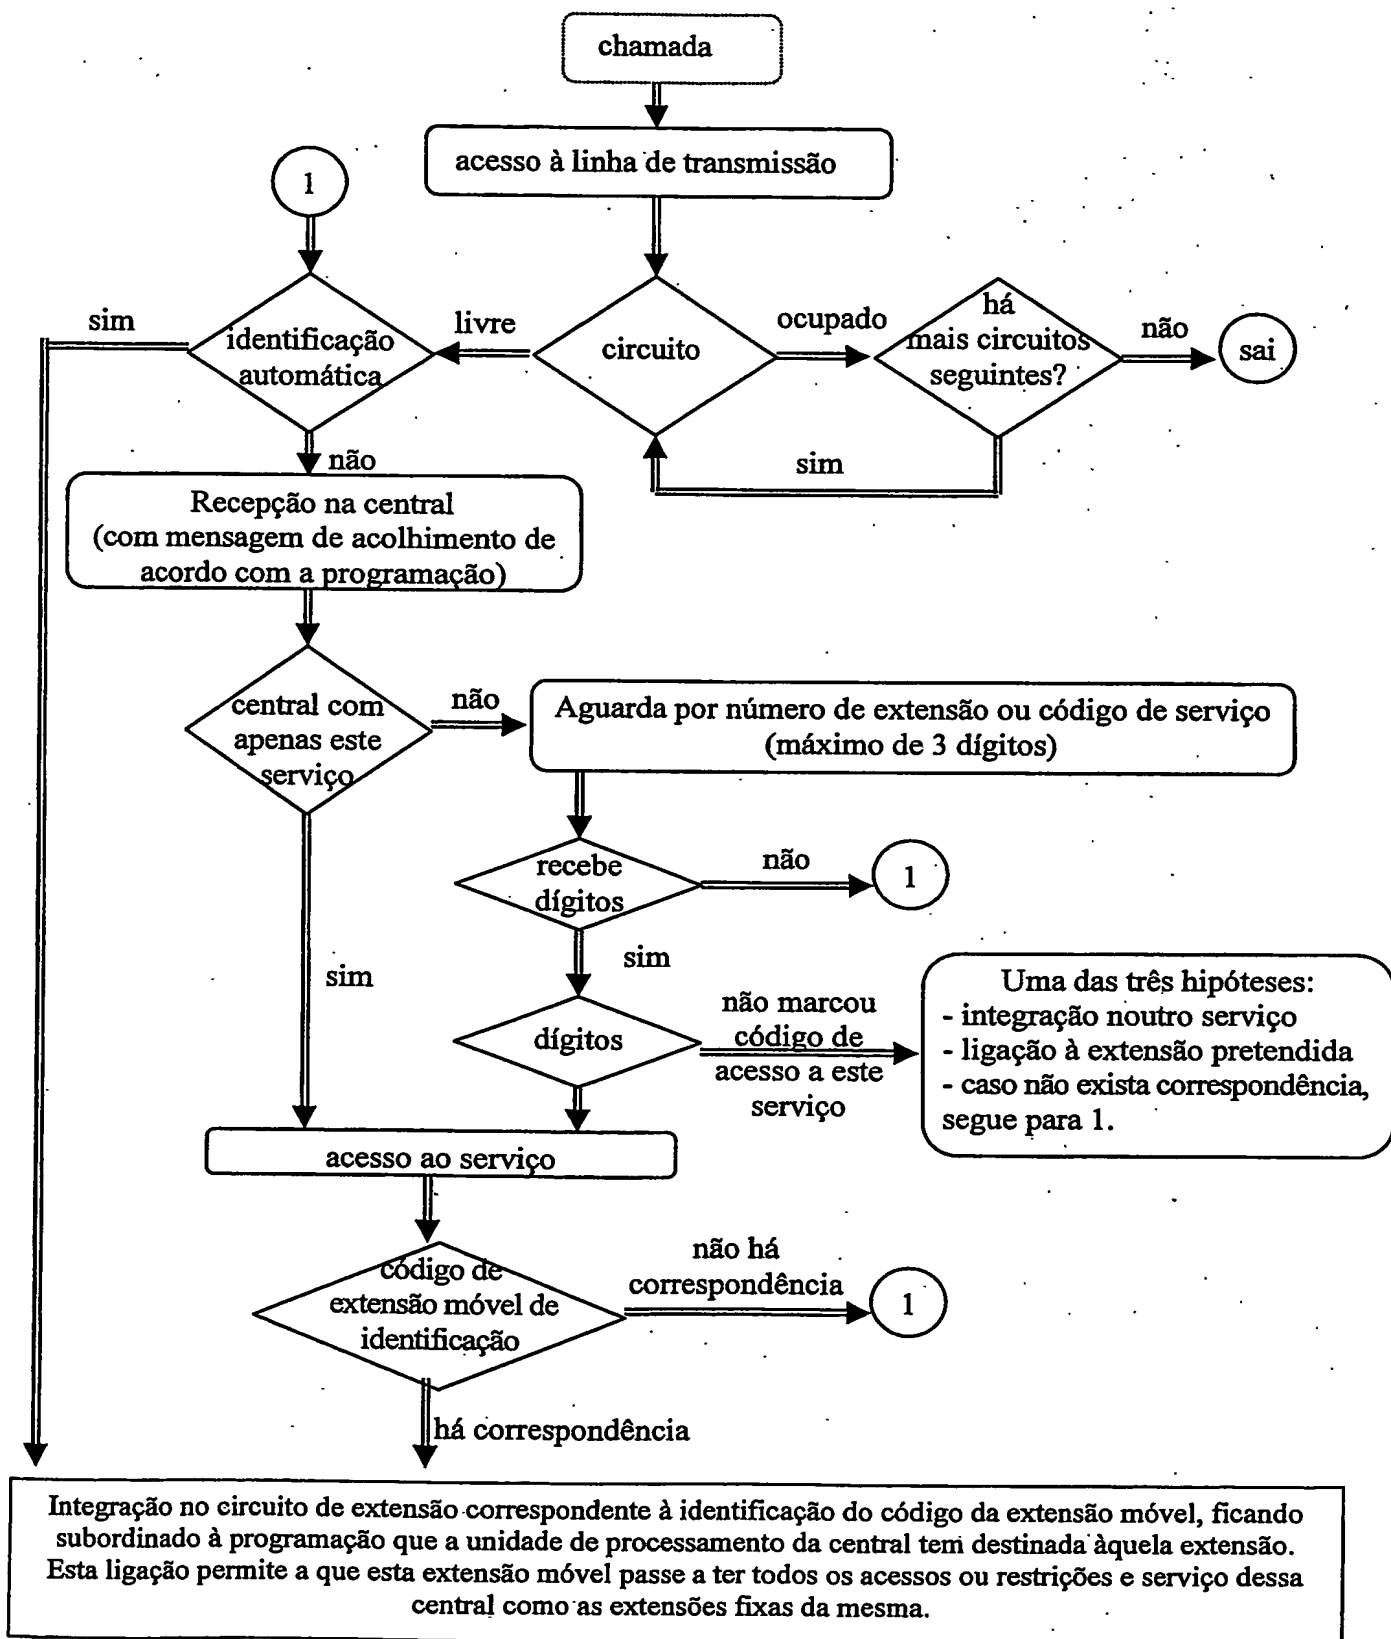 chamada
acesso à linha de transmissão
1
sim
identificação
automática
livre
circuito
ocupado
há
mais circuitos
seguintes?
não
sai
não
sim
Recepção na central
(com mensagem de acolhimento de
acordo com a programação)
central com
apenas este
serviço
não
Aguarda por número de extensão ou código de serviço
(máximo de 3 dígitos)
recebe
dígitos
não
1
sim
sim
dígitos
não marcou
código de
acesso a este
serviço
Uma das três hipóteses:
- integração noutro serviço
- ligação à extensão pretendida
- caso não exista correspondência,
segue para 1.
acesso ao serviço
código de
extensão móvel de
identificação
não há
correspondência
1
há correspondência
Integração no circuito de extensão correspondente à identificação do código da extensão móvel, ficando
subordinado à programação que a unidade de processamento da central tem destinada àquela extensão.
Esta ligação permite a que esta extensão móvel passe a ter todos os acessos ou restrições e serviço dessa
central como as extensões fixas da mesma.